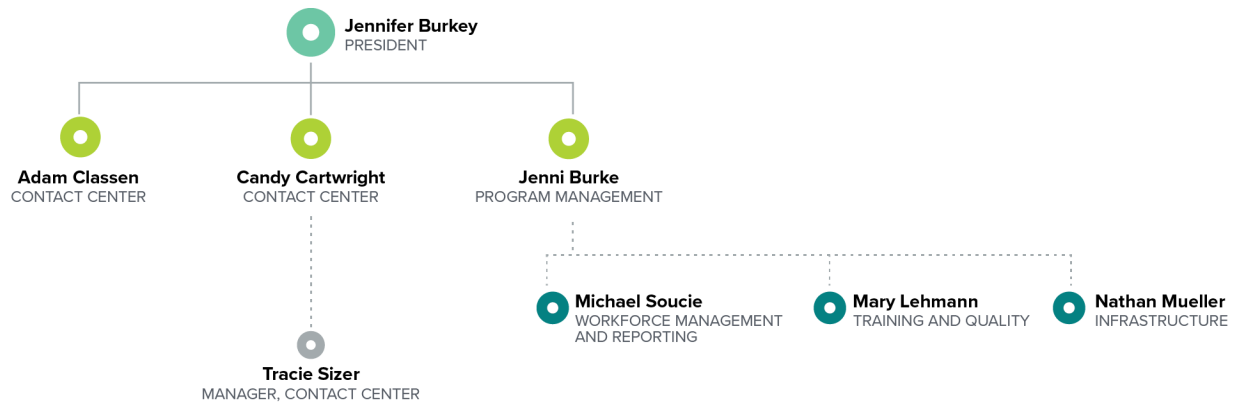 Jennifer Burkey
PRESIDENT
Adam Classen
CONTACT CENTER
Candy Cartwright
CONTACT CENTER
Jenni Burke
PROGRAM MANAGEMENT
Michael Soucie
WORKFORCE MANAGEMENT
AND REPORTING
Mary Lehmann
TRAINING AND QUALITY
Nathan Mueller
INFRASTRUCTURE
Tracie Sizer
MANAGER, CONTACT CENTER